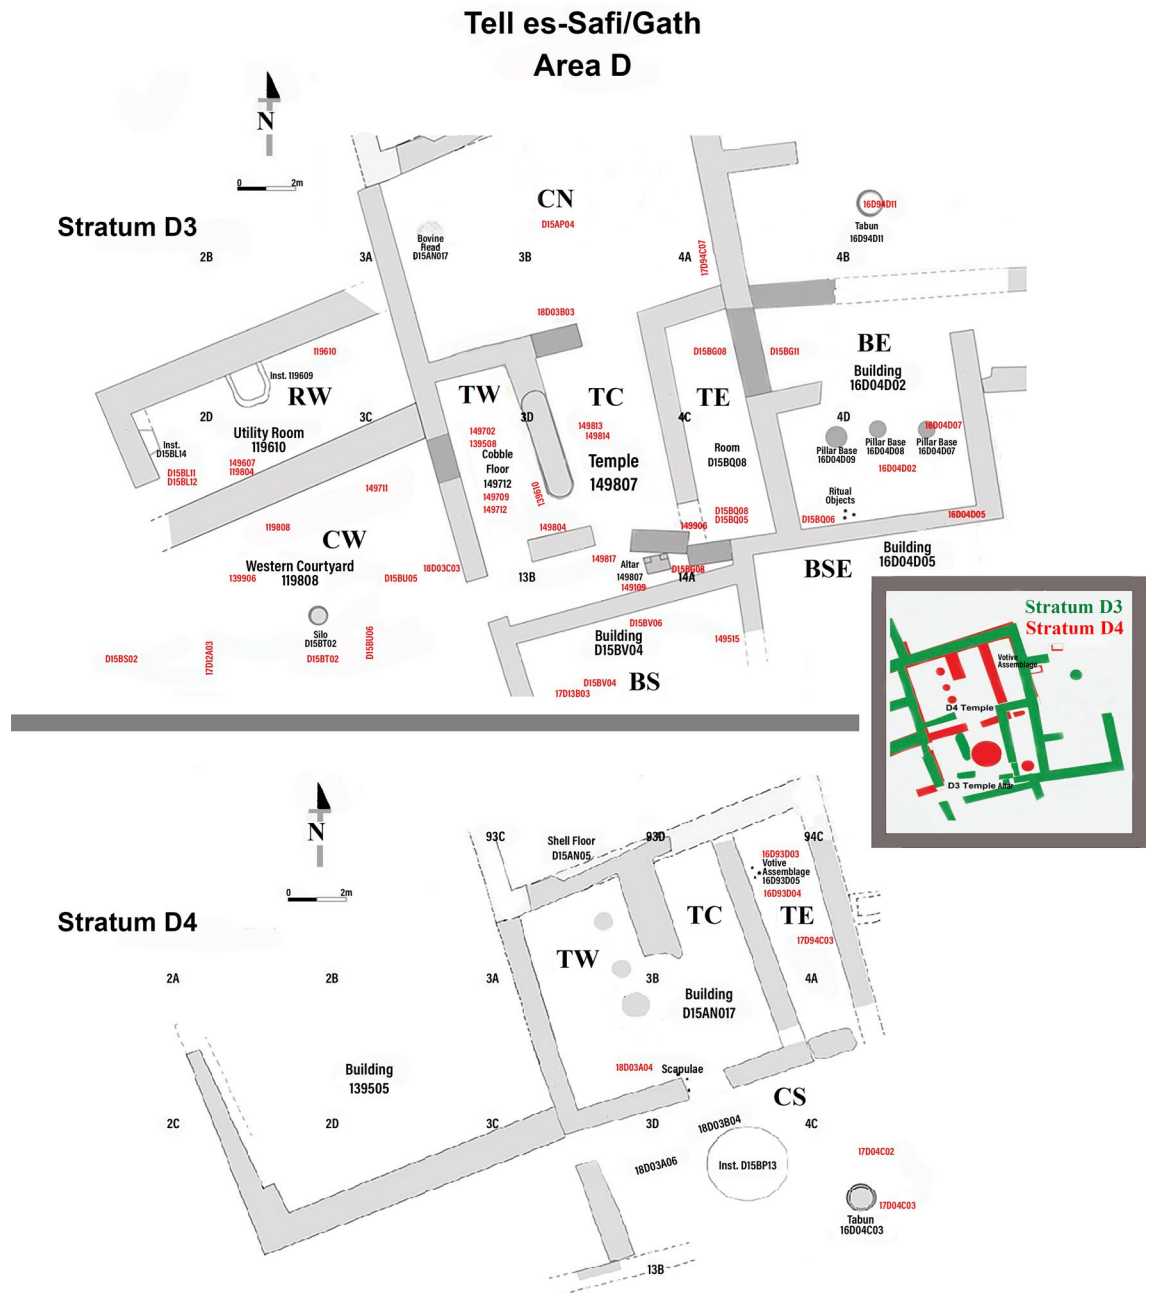 Tell es-Safi/Gath
Area D
N
0 2m
Stratum D3
CN
D15AP04
Bovine
Head
D15AN017
2B
3A
3B
4A
17D94C07
16D94D11
Tabun
16D94D11
4B
18D03B03
119610
Inst. 119609
RW
TW
TC
D15BG08
TE
D15BG11
BE
Building
16D04D02
2D
3C
3D
4C
4D
Utility Room
119610
Inst.
D15BL14
D15BL11
D15BL12
149607
119804
149702
139508
Cobble
Floor
149712
149709
149712
139610
149813
149814
Temple
149807
Room
D15BQ08
Pillar Base
16D04D09
Pillar Base
16D04D08
16D04D07
Pillar Base
16D04D07
16D04D02
149711
119808
CW
Western Courtyard
119808
139906
D15BU05
18D03C03
149804
149817
13B
Altar
149807
149109
149906
D15BQ08
D15BQ05
D15BG08
14A
Ritual
Objects
D15BQ06
16D04D05
BSE
Building
16D04D05
Silo
D15BT02
D15BS02
17D12A03
D15BT02
D15BU06
D15BV06
Building
D15BV04
149515
D15BV04
17D13B03
BS
Stratum D3
Stratum D4
Votive
Assemblage
D4 Temple
D3 Temple
Altar
N
0 2m
Stratum D4
93C
Shell Floor
D15AN05
93D
94C
16D93D03
Votive
Assemblage
16D93D05
16D93D04
TW
TC
TE
17D94C03
2A
2B
3A
3B
4A
Building
D15AN017
Building
139505
18D03A04
Scapulae
CS
2C
2D
3C
3D
18D03B04
4C
18D03A06
Inst. D15BP13
17D04C02
17D04C03
Tabun
16D04C03
13B